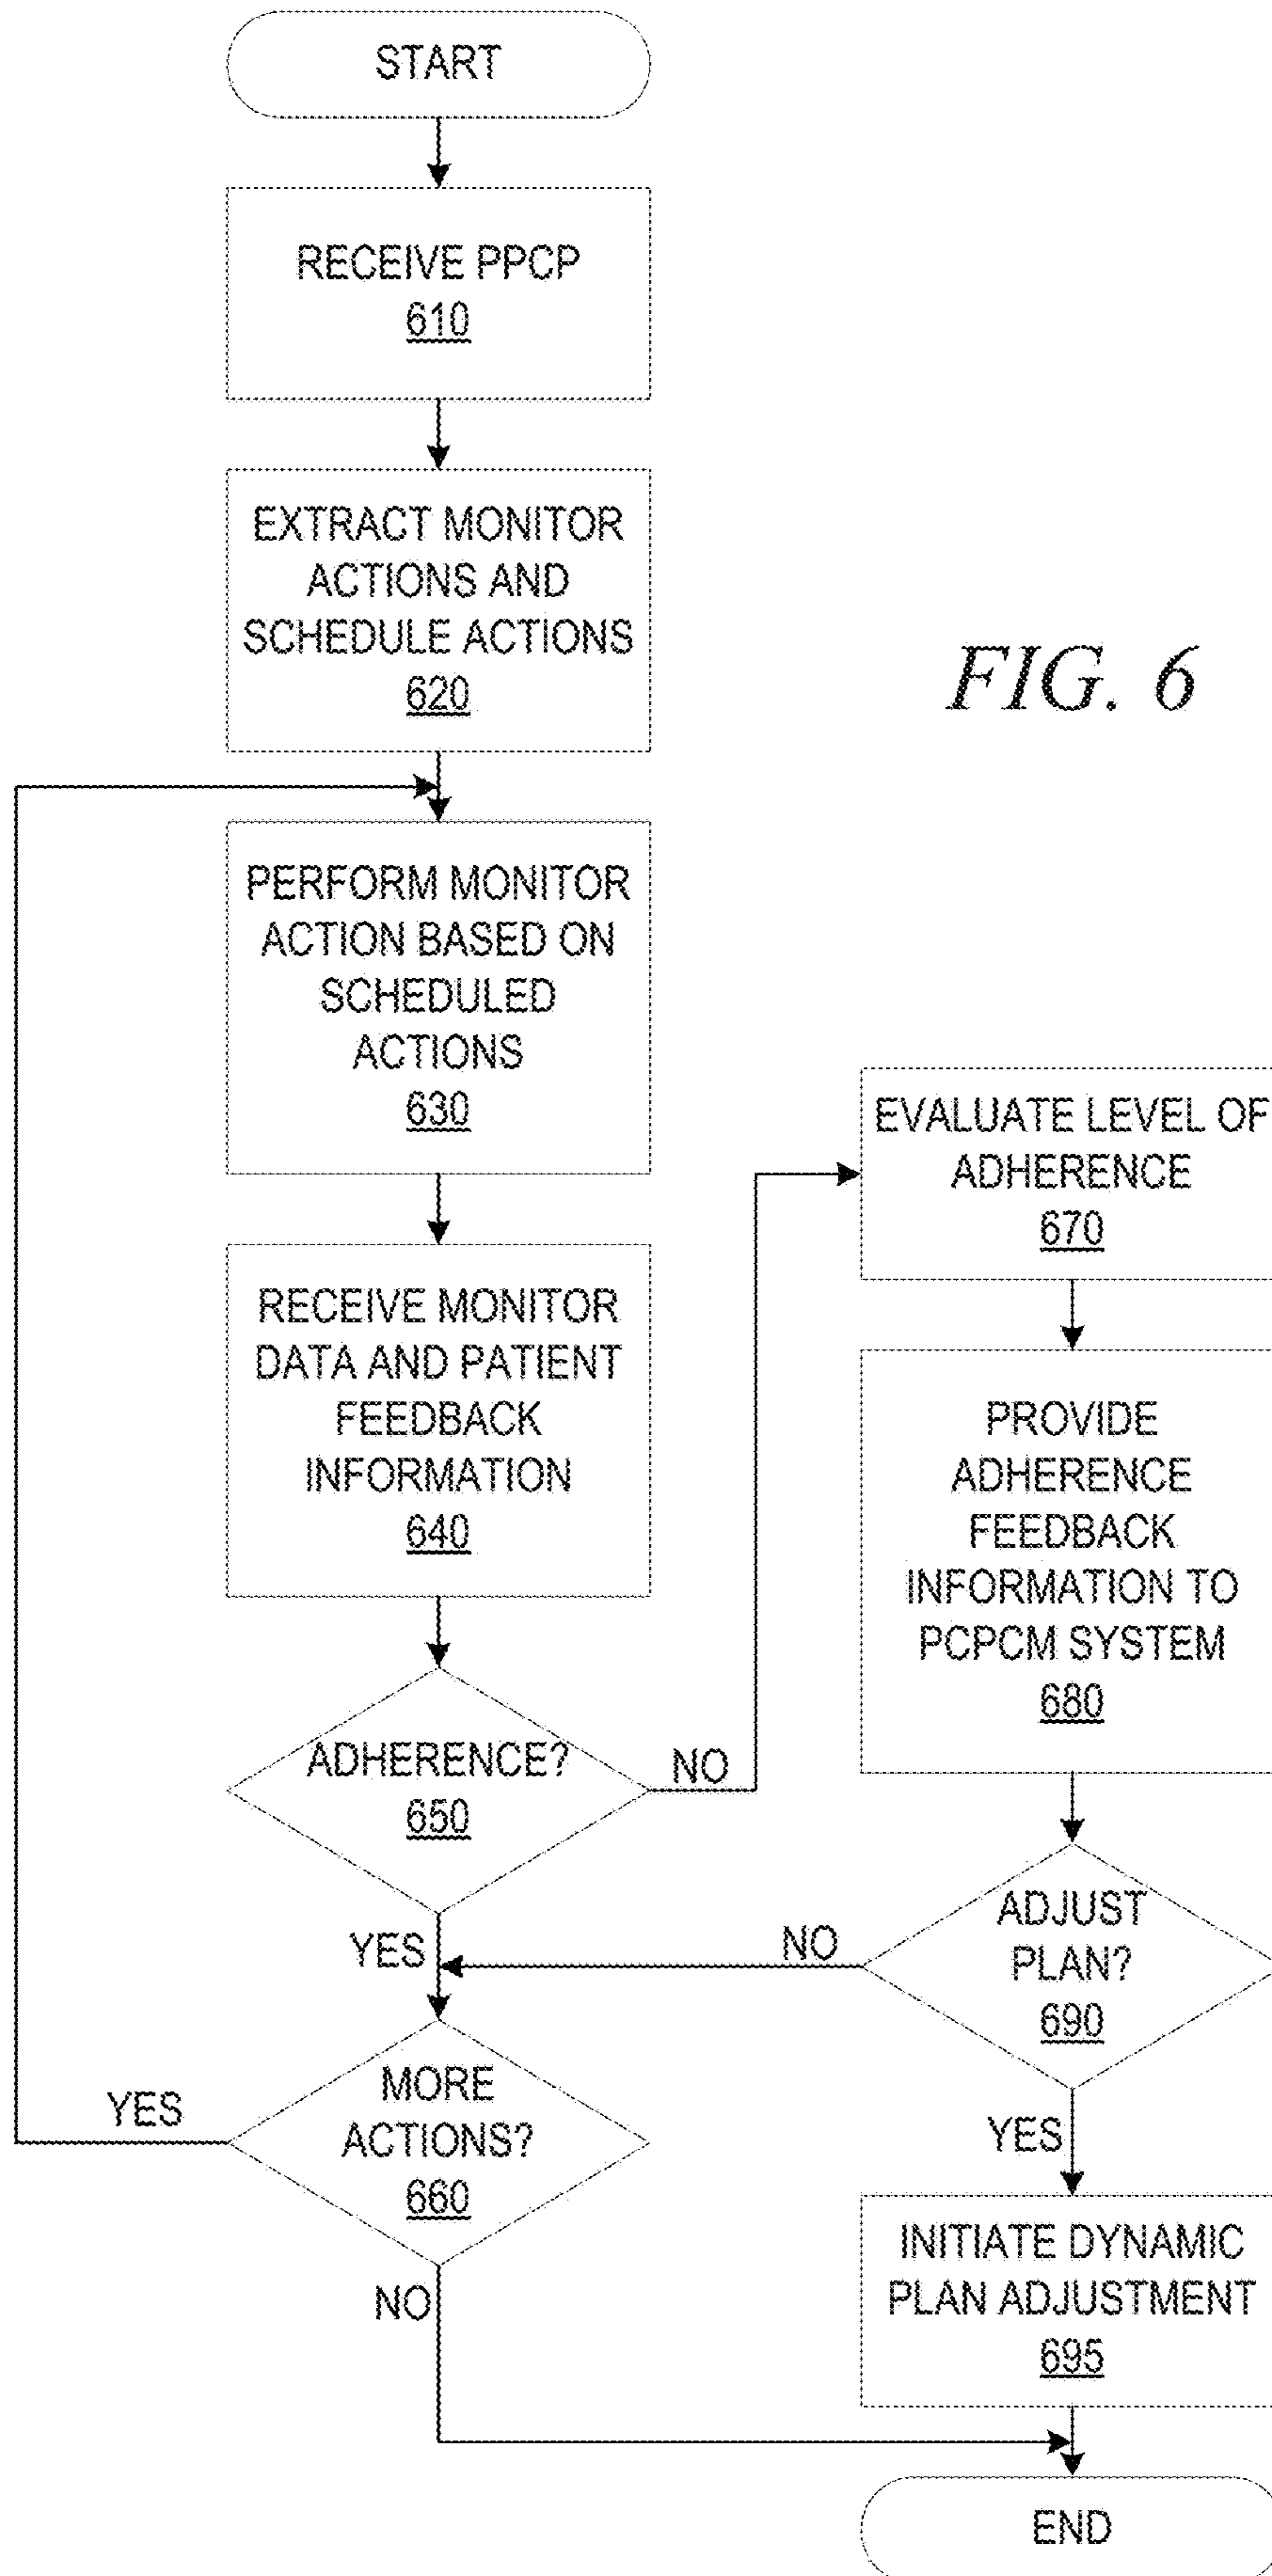 START
RECEIVE PPCP
610
EXTRACT MONITOR
ACTIONS AND
SCHEDULE ACTIONS
620
FIG. 6
PERFORM MONITOR
ACTION BASED ON
SCHEDULED
ACTIONS
630
RECEIVE MONITOR
DATA AND PATIENT
FEEDBACK
INFORMATION
640
ADHERENCE?
650
NO
YES
MORE
ACTIONS?
660
YES
NO
EVALUATE LEVEL OF
ADHERENCE
670
PROVIDE
ADHERENCE
FEEDBACK
INFORMATION TO
PCPCM SYSTEM
680
ADJUST
PLAN?
690
NO
YES
INITIATE DYNAMIC
PLAN ADJUSTMENT
695
END